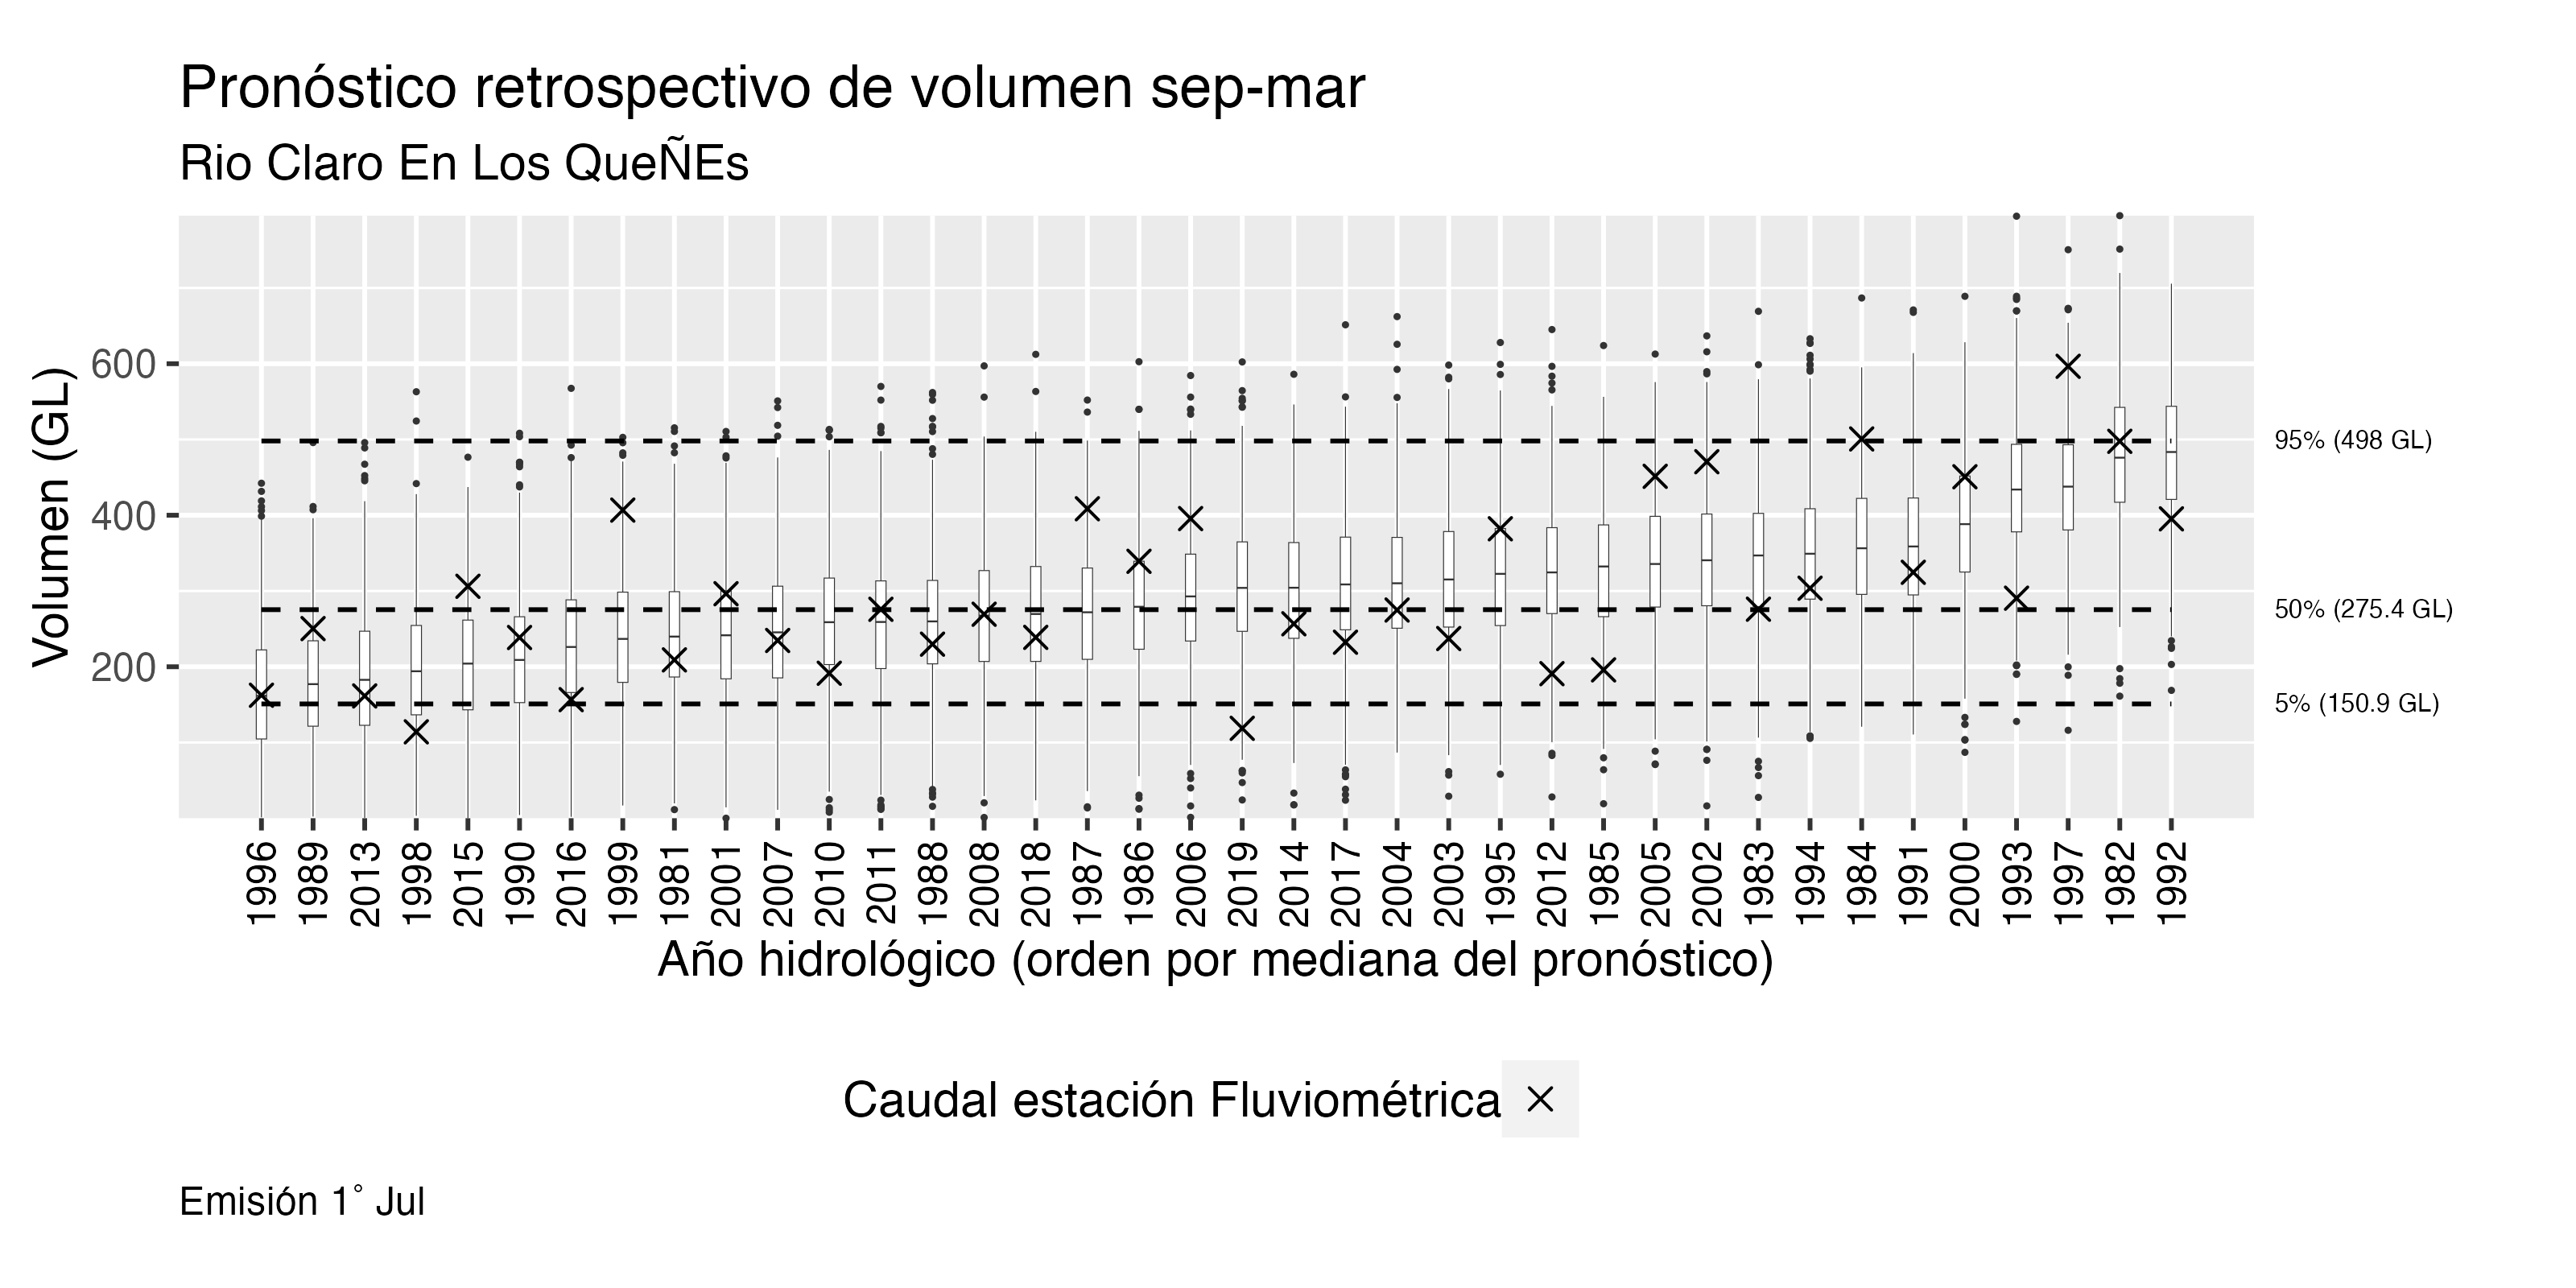 Pronóstico retrospectivo de volumen sep-mar
Rio Claro En Los QueÑEs
Volumen (GL)
600
400
200
95% (498 GL)
50% (275.4 GL)
5% (150.9 GL)
1996 1989 2013 1998 2015 1990 2016 1999 1981 2001 2007 2010 2011 1988 2008 2018 1987 1986 2006 2019 2014 2017 2004 2003 1995 2012 1985 2005 2002 1983 1994 1984 1991 2000 1993 1997 1982 1992
Año hidrológico (orden por mediana del pronóstico)
Caudal estación Fluviométrica
Emisión 1° Jul